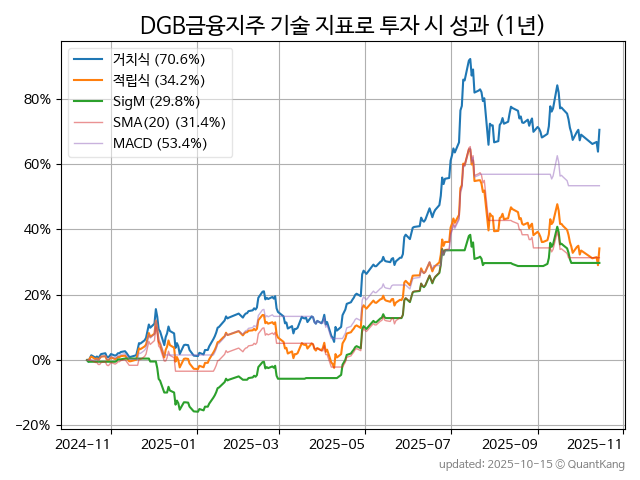 DGB금융지주 기술 지표로 투자 시 성과 (1년)
거치식 (70.6%)
적립식 (34.2%)
SigM (29.8%)
SMA(20) (31.4%)
MACD (53.4%)
80%
60%
40%
20%
0%
−20%
2024-11 2025-01 2025-03 2025-05 2025-07 2025-09 2025-11
updated: 2025-10-15 ⓒ QuantKang